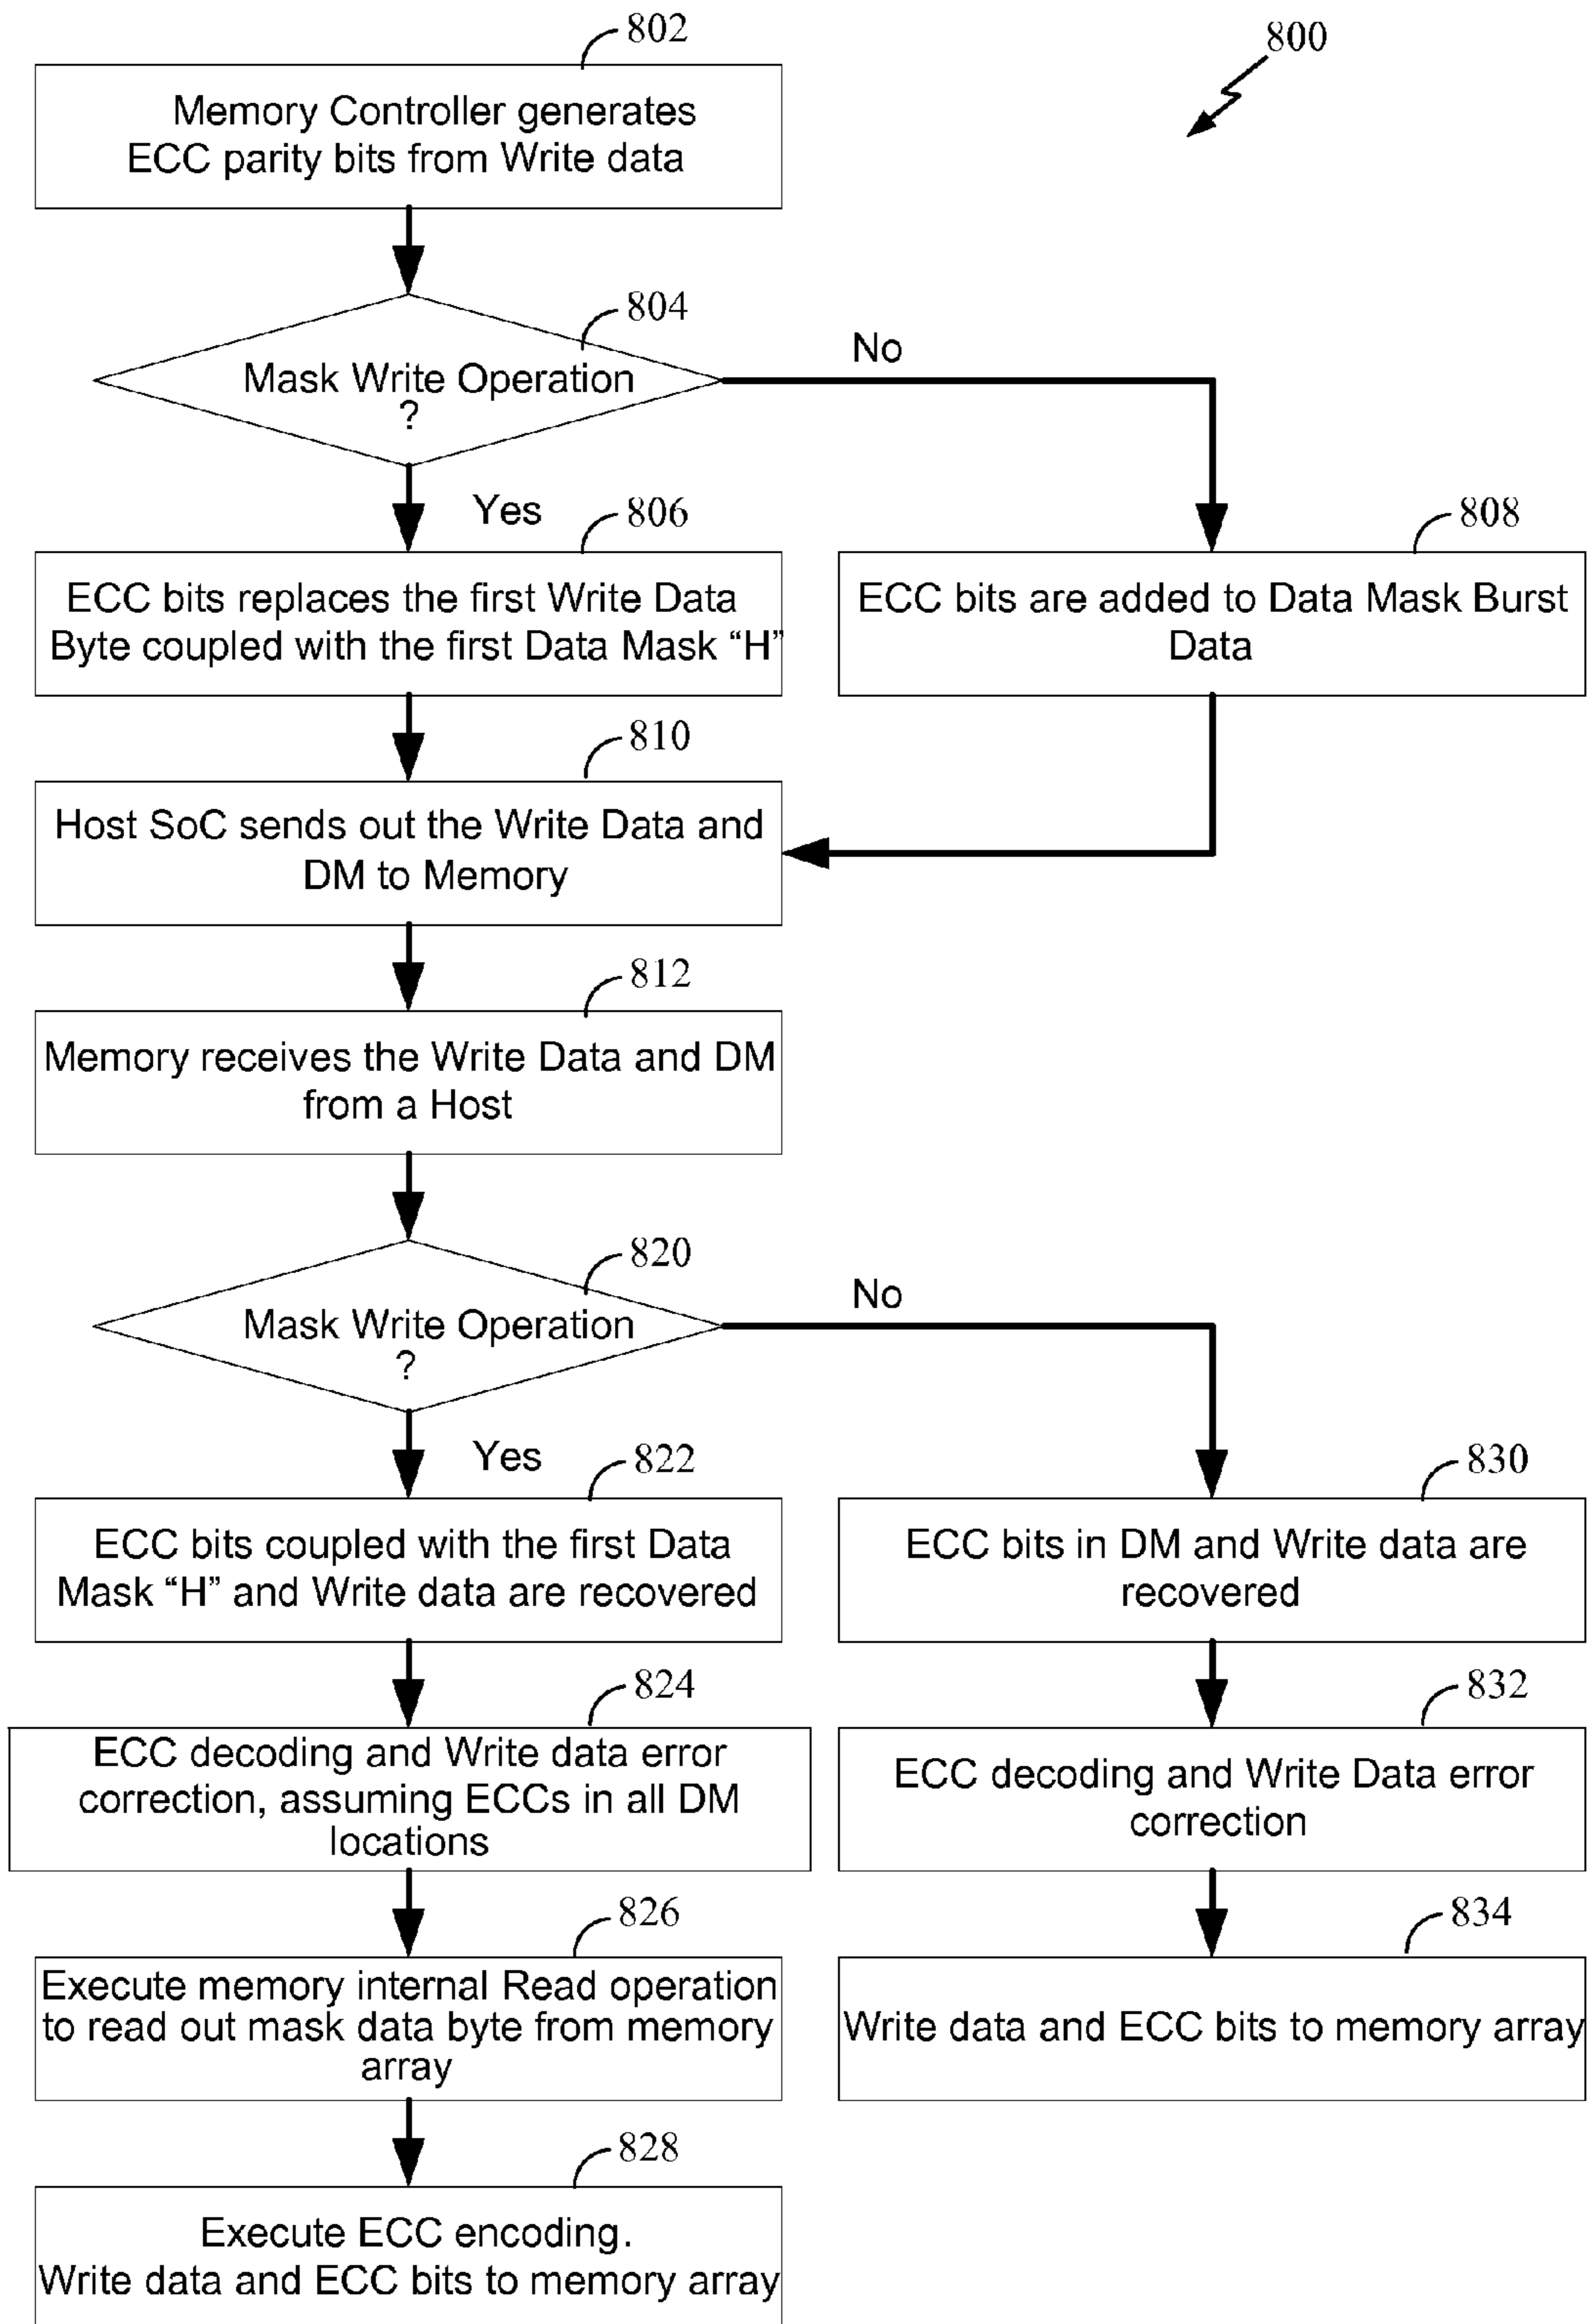 802
800
Memory Controller generates
ECC parity bits from Write data
804
Mask Write Operation
?
No
Yes
806
808
ECC bits replaces the first Write Data
Byte coupled with the first Data Mask “H”
ECC bits are added to Data Mask Burst
Data
810
Host SoC sends out the Write Data and
DM to Memory
812
Memory receives the Write Data and DM
from a Host
820
Mask Write Operation
?
No
Yes
822
830
ECC bits coupled with the first Data
Mask “H” and Write data are recovered
ECC bits in DM and Write data are
recovered
824
832
ECC decoding and Write data error
correction, assuming ECCs in all DM
locations
ECC decoding and Write Data error
correction
826
834
Execute memory internal Read operation
to read out mask data byte from memory
array
Write data and ECC bits to memory array
828
Execute ECC encoding.
Write data and ECC bits to memory array